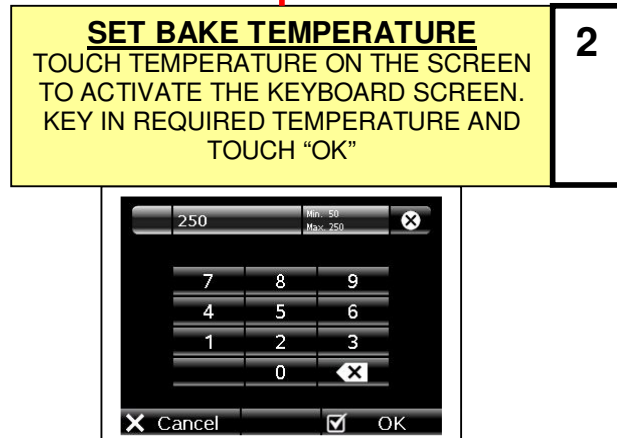 SET BAKE TEMPERATURE
2
TOUCH TEMPERATURE ON THE SCREEN
TO ACTIVATE THE KEYBOARD SCREEN.
KEY IN REQUIRED TEMPERATURE AND
TOUCH “OK”
250
Min. 50
Max. 250
7 8 9
4 5 6
1 2 3
0
Cancel OK